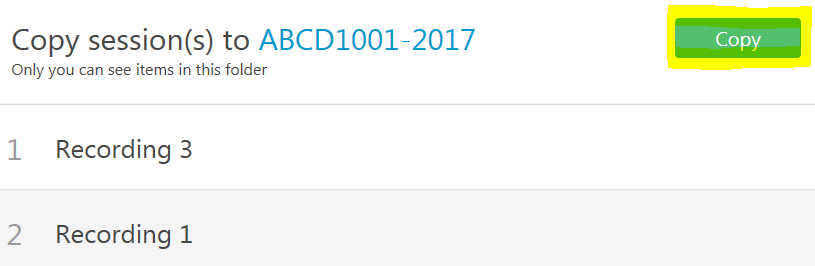 Copy session(s) to ABCD1001-2017
Copy
Only you can see items in this folder
1 Recording 3
2 Recording 1